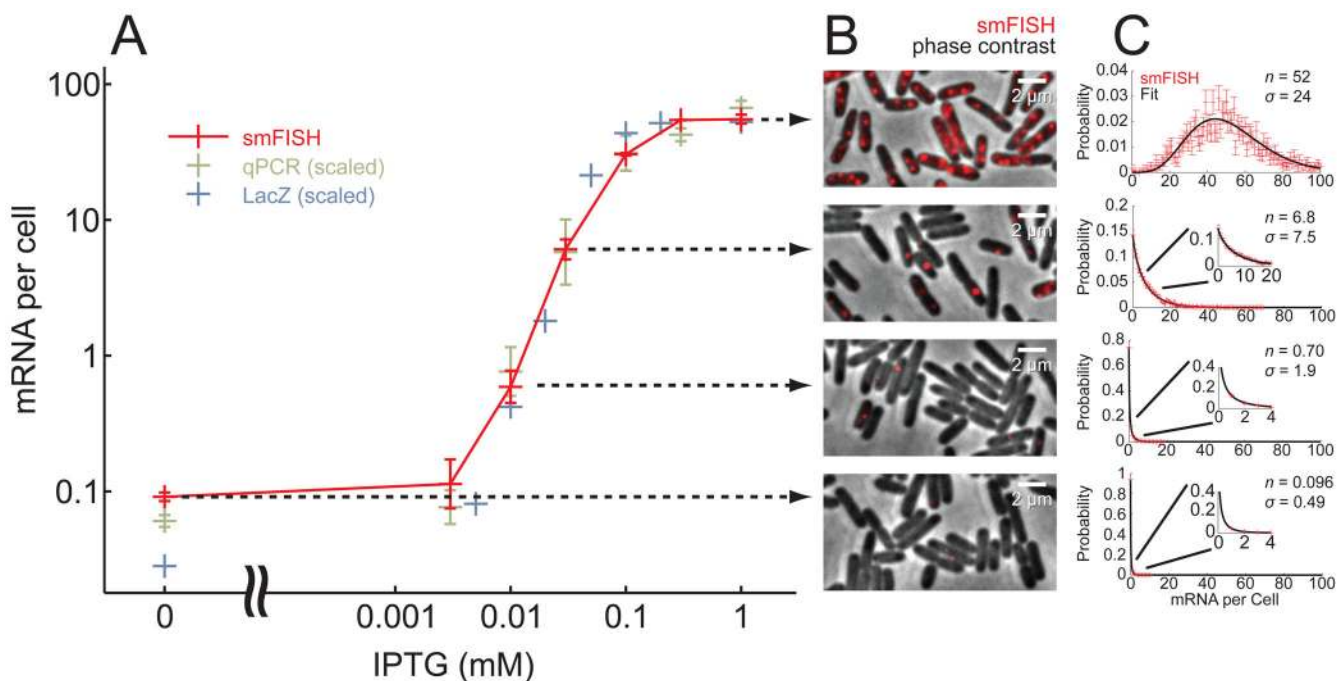 A
100
10
1
0.1
mRNA per cell
smFISH
qPCR (scaled)
LacZ (scaled)
0
0.001
0.01
0.1
1
IPTG (mM)
B
smFISH
phase contrast
2 µm
2 µm
2 µm
2 µm
C
0.04
0.03
0.02
0.01
0
Probability
smFISH
Fit
n = 52
σ = 24
0 20 40 60 80 100
0.2
0.15
0.1
0.05
0
Probability
n = 6.8
σ = 7.5
0.1
0
0 10 20
0 20 40 60 80 100
0.8
0.6
0.4
0.2
0
Probability
n = 0.70
σ = 1.9
0.4
0.2
0
0 2 4
0 20 40 60 80 100
1
0.8
0.6
0.4
0.2
0
Probability
n = 0.096
σ = 0.49
0.4
0.2
0
0 2 4
0 20 40 60 80 100
mRNA per Cell